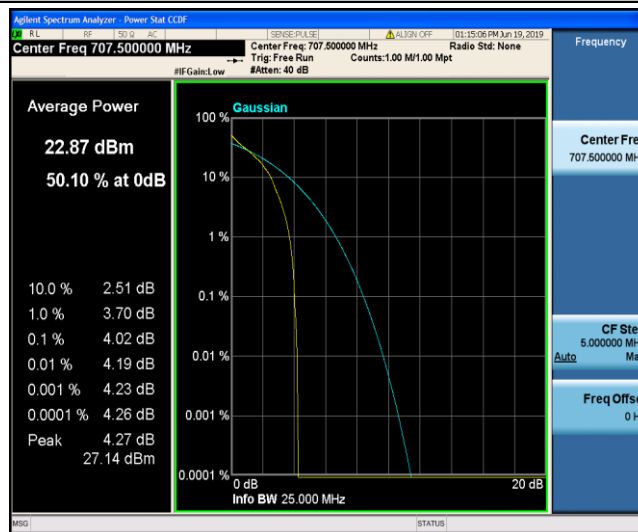 Agilent Spectrum Analyzer - Power Stat CCDF
RL RF 50 Ω AC SENSE:PULSE ALIGN OFF 01:15:06 PM Jun 19, 2019
Center Freq 707.500000 MHz
Center Freq: 707.500000 MHz Radio Std: None
Trig: Free Run Counts:1.00 M/1.00 Mpt
#IFGain:Low #Atten: 40 dB
Frequency
Average Power
22.87 dBm
50.10 % at 0dB
10.0 % 2.51 dB
1.0 % 3.70 dB
0.1 % 4.02 dB
0.01 % 4.19 dB
0.001 % 4.23 dB
0.0001 % 4.26 dB
Peak 4.27 dB
27.14 dBm
Gaussian
100 %
10 %
1 %
0.1 %
0.01 %
0.001 %
0.0001 %
0 dB 20 dB
Info BW 25.000 MHz
Center Fre
707.500000 MH
CF Ste
5.000000 MH
Auto Ma
Freq Offse
0 H
MSG STATUS